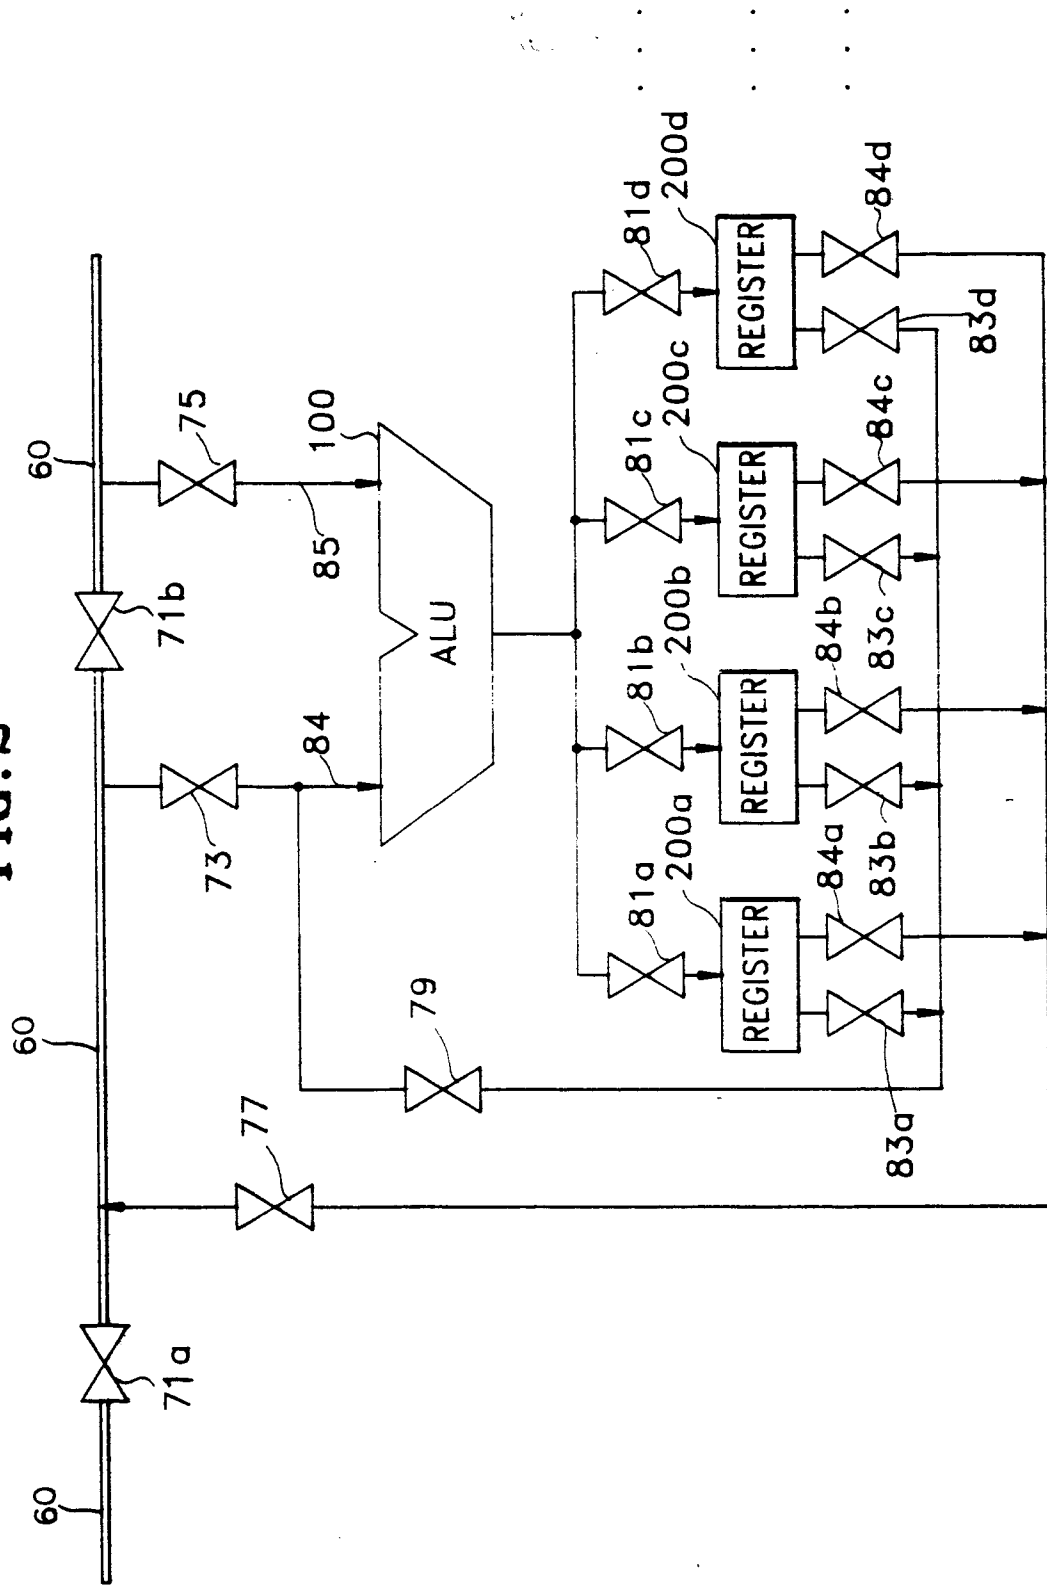 FIG.
60
60
60
71a
71b
73
75
77
84
85
100
79
ALU
81a
81b
81c
81d
200a
200b
200c
200d
REGISTER
REGISTER
REGISTER
REGISTER
84a
84b
84c
84d
83a
83b
83c
83d